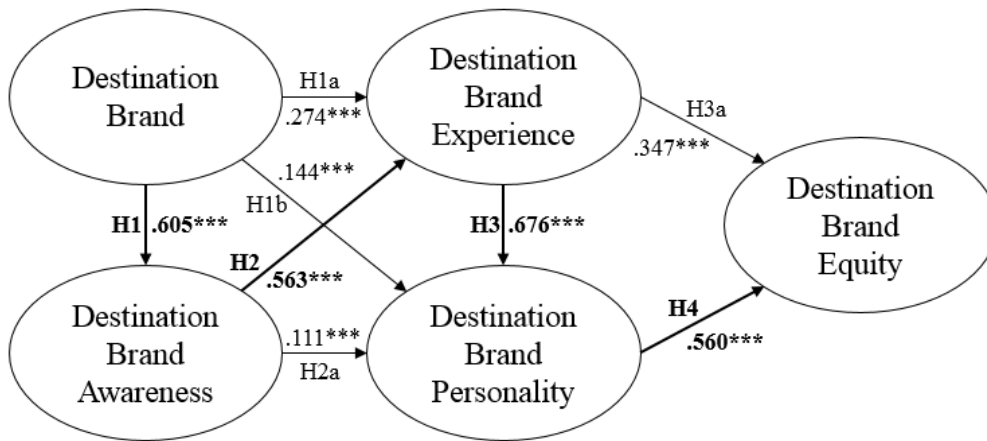 Destination
Brand
H1a
.274***
Destination
Brand
Experience
H3a
.347***
.144***
H1b
H1 .605***
H2
.563***
H3 .676***
Destination
Brand
Equity
Destination
Brand
Awareness
.111***
H2a
Destination
Brand
Personality
H4
.560***